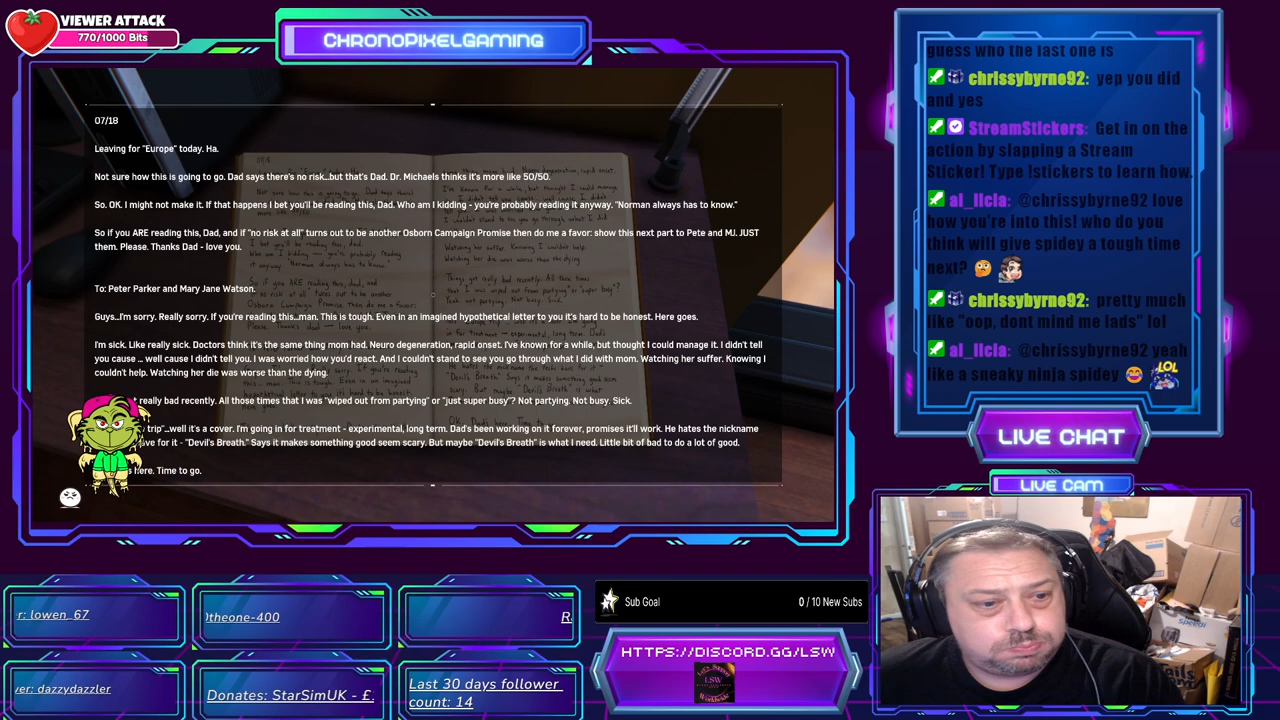 VIEWER ATTACK
770/1000 Bits
CHRONOPIXELGAMING
07/18
Leaving for "Europe" today. Ha.
Not sure how this is going to go. Dad says there's no risk...but that's Dad. Dr. Michaels thinks it's more like 50/50.
So. OK. I might not make it. If that happens I bet you'll be reading this, Dad. Who am I kidding - you're probably reading it anyway. "Norman always has to know."
So if you ARE reading this, Dad, and if "no risk at all" turns out to be another Osborn Campaign Promise then do me a favor: show this next part to Pete and MJ. JUST
them. Please. Thanks Dad - love you.
To: Peter Parker and Mary Jane Watson.
Guys...I'm sorry. Really sorry. If you're reading this...man. This is tough. Even in an imagined hypothetical letter to you it's hard to be honest. Here goes.
I'm sick. Like really sick. Doctors think it's the same thing mom had. Neuro degeneration, rapid onset. I've known for a while, but thought I could manage it. I didn't tell
you cause ... well cause I didn't tell you. I was worried how you'd react. And I couldn't stand to see you go through what I did with mom. Watching her suffer. Knowing I
couldn't help. Watching her die was worse than the dying.
really bad recently. All those times that I was "wiped out from partying" or "just super busy"? Not partying. Not busy. Sick.
trip"...well it's a cover. I'm going in for treatment - experimental, long term. Dad's been working on it forever, promises it'll work. He hates the nickname
ve for it - "Devil's Breath." Says it makes something good seem scary. But maybe "Devil's Breath" is what I need. Little bit of bad to do a lot of good.
s here. Time to go.
guess who the last one is
chrissybyrne92: yep you did
and yes
StreamStickers: Get in on the
action by slapping a Stream
Sticker! Type !stickers to learn how.
al_licia: @chrissybyrne92 love
how you're into this! who do you
think will give spidey a tough time
next? 🤔
chrissybyrne92: pretty much
like "oop, dont mind me lads" lol
al_licia: @chrissybyrne92 yeah
like a sneaky ninja spidey 😂
LOL
LIVE CHAT
LIVE CAM
r: lowen_67
theone-400
R
ver: dazzydazzler
Donates: StarSimUK - £
Last 30 days follower
count: 14
Sub Goal
0 / 10 New Subs
HTTPS://DISCORD.GG/LSW
LSW